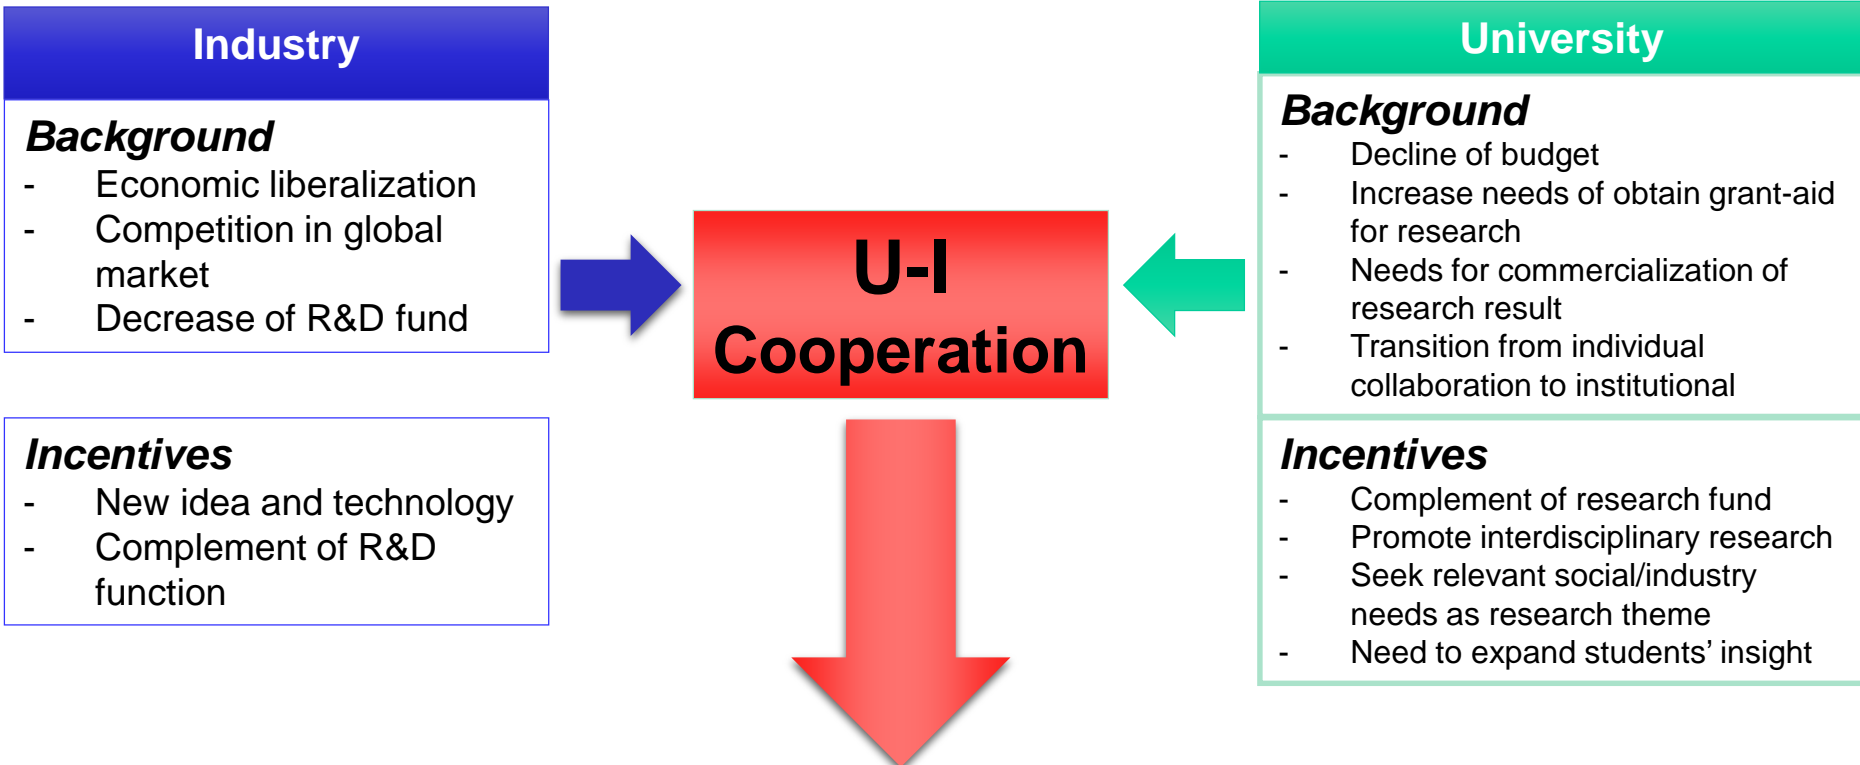 Industry
Background
- Economic liberalization
- Competition in global
market
- Decrease of R&D fund
Incentives
- New idea and technology
- Complement of R&D
function
U-I
Cooperation
University
Background
- Decline of budget
- Increase needs of obtain grant-aid
for research
- Needs for commercialization of
research result
- Transition from individual
collaboration to institutional
Incentives
- Complement of research fund
- Promote interdisciplinary research
- Seek relevant social/industry
needs as research theme
- Need to expand students’ insight